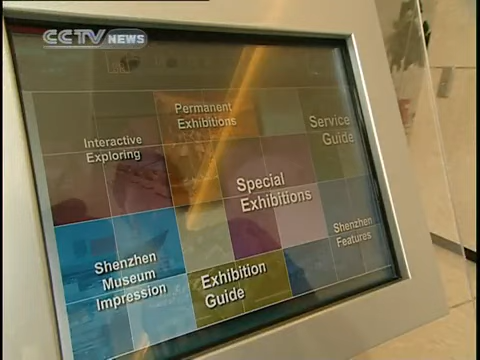 CCTV NEWS
Permanent
Exhibitions
Interactive
Exploring
Service
Guide
Special
Exhibitions
Shenzhen
Features
Shenzhen
Museum
Impression
Exhibition
Guide